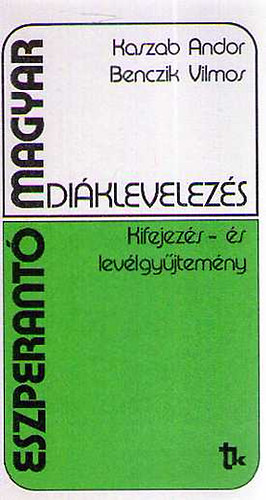 Kaszab Andor
Benczik Vilmos
ESZPERANTÓ MAGYAR
DIÁKLEVELEZÉS
Kifejezés- és
levélgyűjtemény
tk